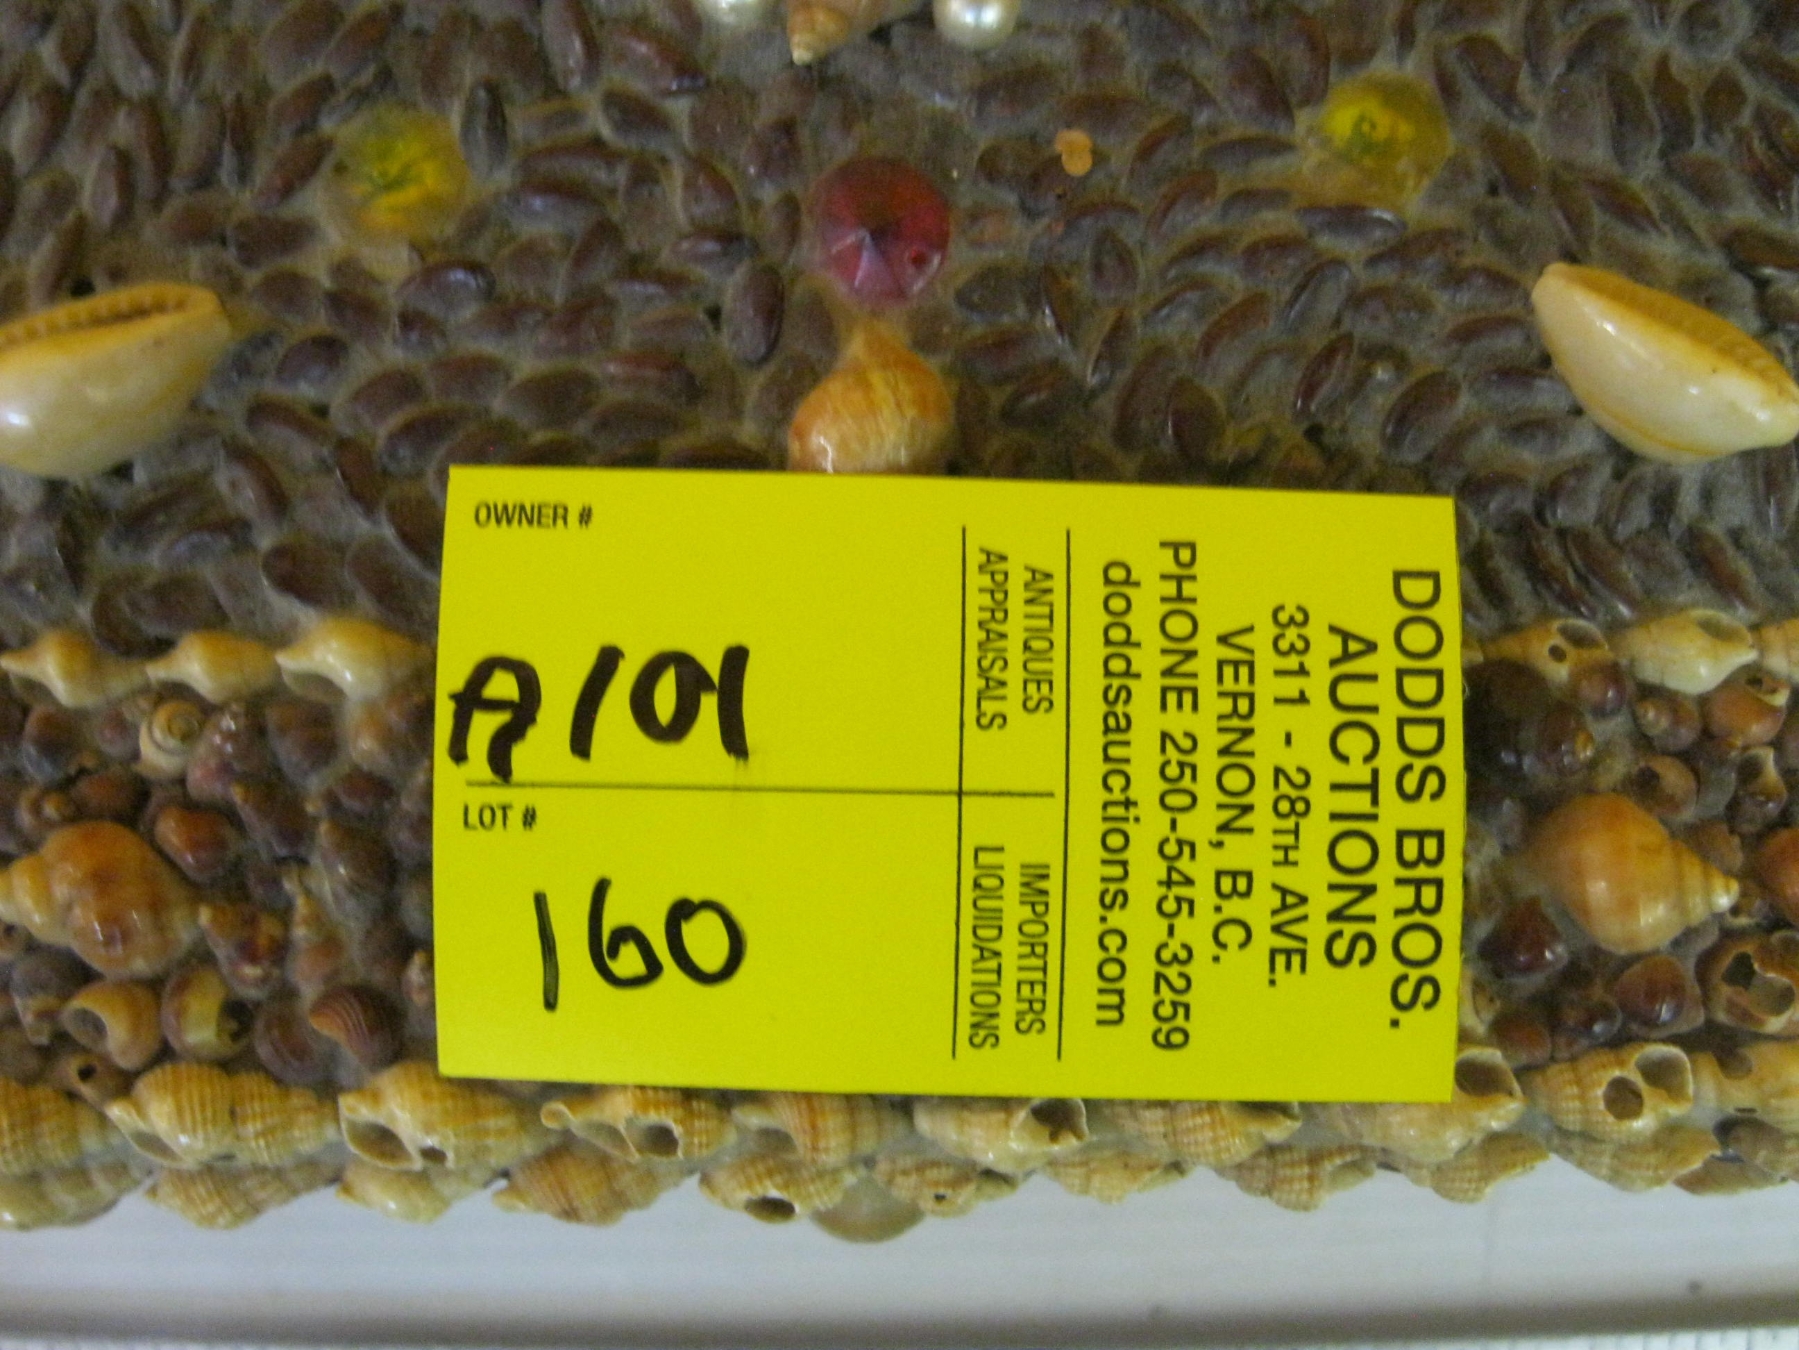 DODDS BROS.
AUCTIONS
3311 - 28TH AVE.
VERNON, B.C.
PHONE 250-545-3259
doddsauctions.com
ANTIQUES IMPORTERS
APPRAISALS LIQUIDATIONS
OWNER #
A101
LOT #
-160